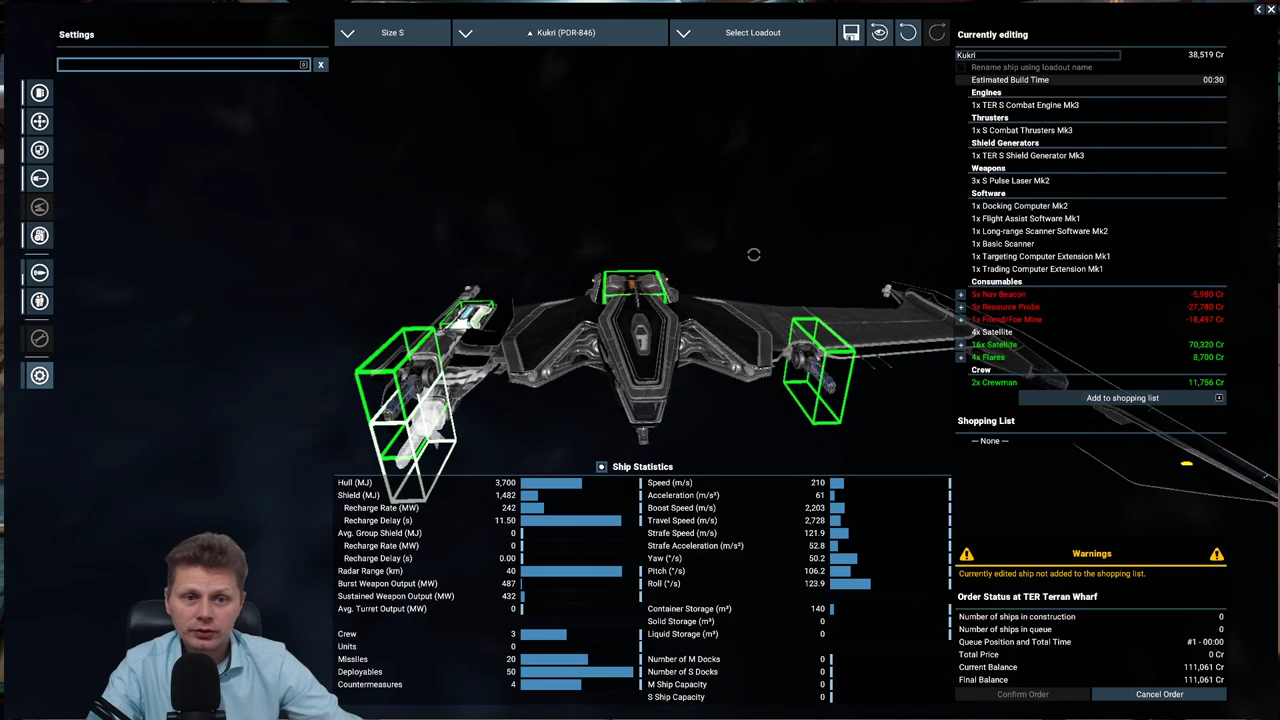 Settings
x
Size S
▲ Kukri (PDR-846)
Select Loadout
Currently editing
Kukri 38,519 Cr
Rename ship using loadout name
Estimated Build Time 00:30
Engines
1x TER S Combat Engine Mk3
Thrusters
1x S Combat Thrusters Mk3
Shield Generators
1x TER S Shield Generator Mk3
Weapons
3x S Pulse Laser Mk2
Software
1x Docking Computer Mk2
1x Flight Assist Software Mk1
1x Long-range Scanner Software Mk2
1x Basic Scanner
1x Targeting Computer Extension Mk1
1x Trading Computer Extension Mk1
Consumables
5x Nav Beacon -5,980 Cr
5x Resource Probe -27,780 Cr
1x Friend/Foe Mine -18,497 Cr
4x Satellite
16x Satellite 70,320 Cr
4x Flares 8,700 Cr
Crew
2x Crewman 11,756 Cr
Add to shopping list
Shopping List
— None —
Ship Statistics
Hull (MJ) 3,700
Shield (MJ) 1,482
Recharge Rate (MW) 242
Recharge Delay (s) 11.50
Avg. Group Shield (MJ) 0
Recharge Rate (MW) 0
Recharge Delay (s) 0.00
Radar Range (km) 40
Burst Weapon Output (MW) 487
Sustained Weapon Output (MW) 432
Avg. Turret Output (MW) 0
Crew 3
Units 0
Missiles 20
Deployables 50
Countermeasures 4
Speed (m/s) 210
Acceleration (m/s²) 61
Boost Speed (m/s) 2,203
Travel Speed (m/s) 2,728
Strafe Speed (m/s) 121.9
Strafe Acceleration (m/s²) 52.8
Yaw (°/s) 50.2
Pitch (°/s) 106.2
Roll (°/s) 123.9
Container Storage (m³) 140
Solid Storage (m³) 0
Liquid Storage (m³) 0
Number of M Docks 0
Number of S Docks 0
M Ship Capacity 0
S Ship Capacity 0
Warnings
Currently edited ship not added to the shopping list.
Order Status at TER Terran Wharf
Number of ships in construction 0
Number of ships in queue 0
Queue Position and Total Time #1 - 00:00
Total Price 0 Cr
Current Balance 111,061 Cr
Final Balance 111,061 Cr
Confirm Order
Cancel Order